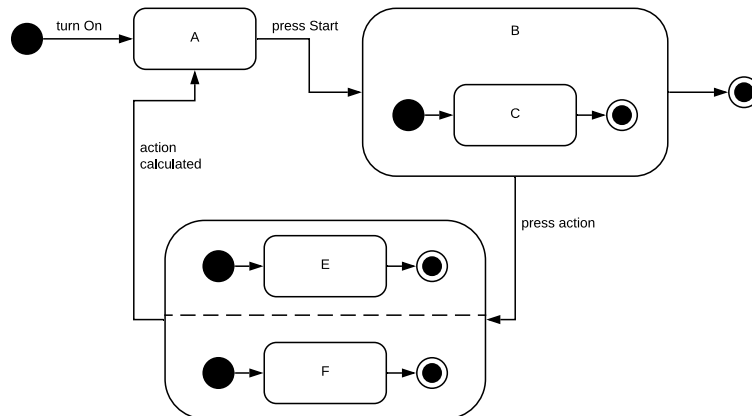 turn On
A
press Start
B
C
action
calculated
press action
E
F